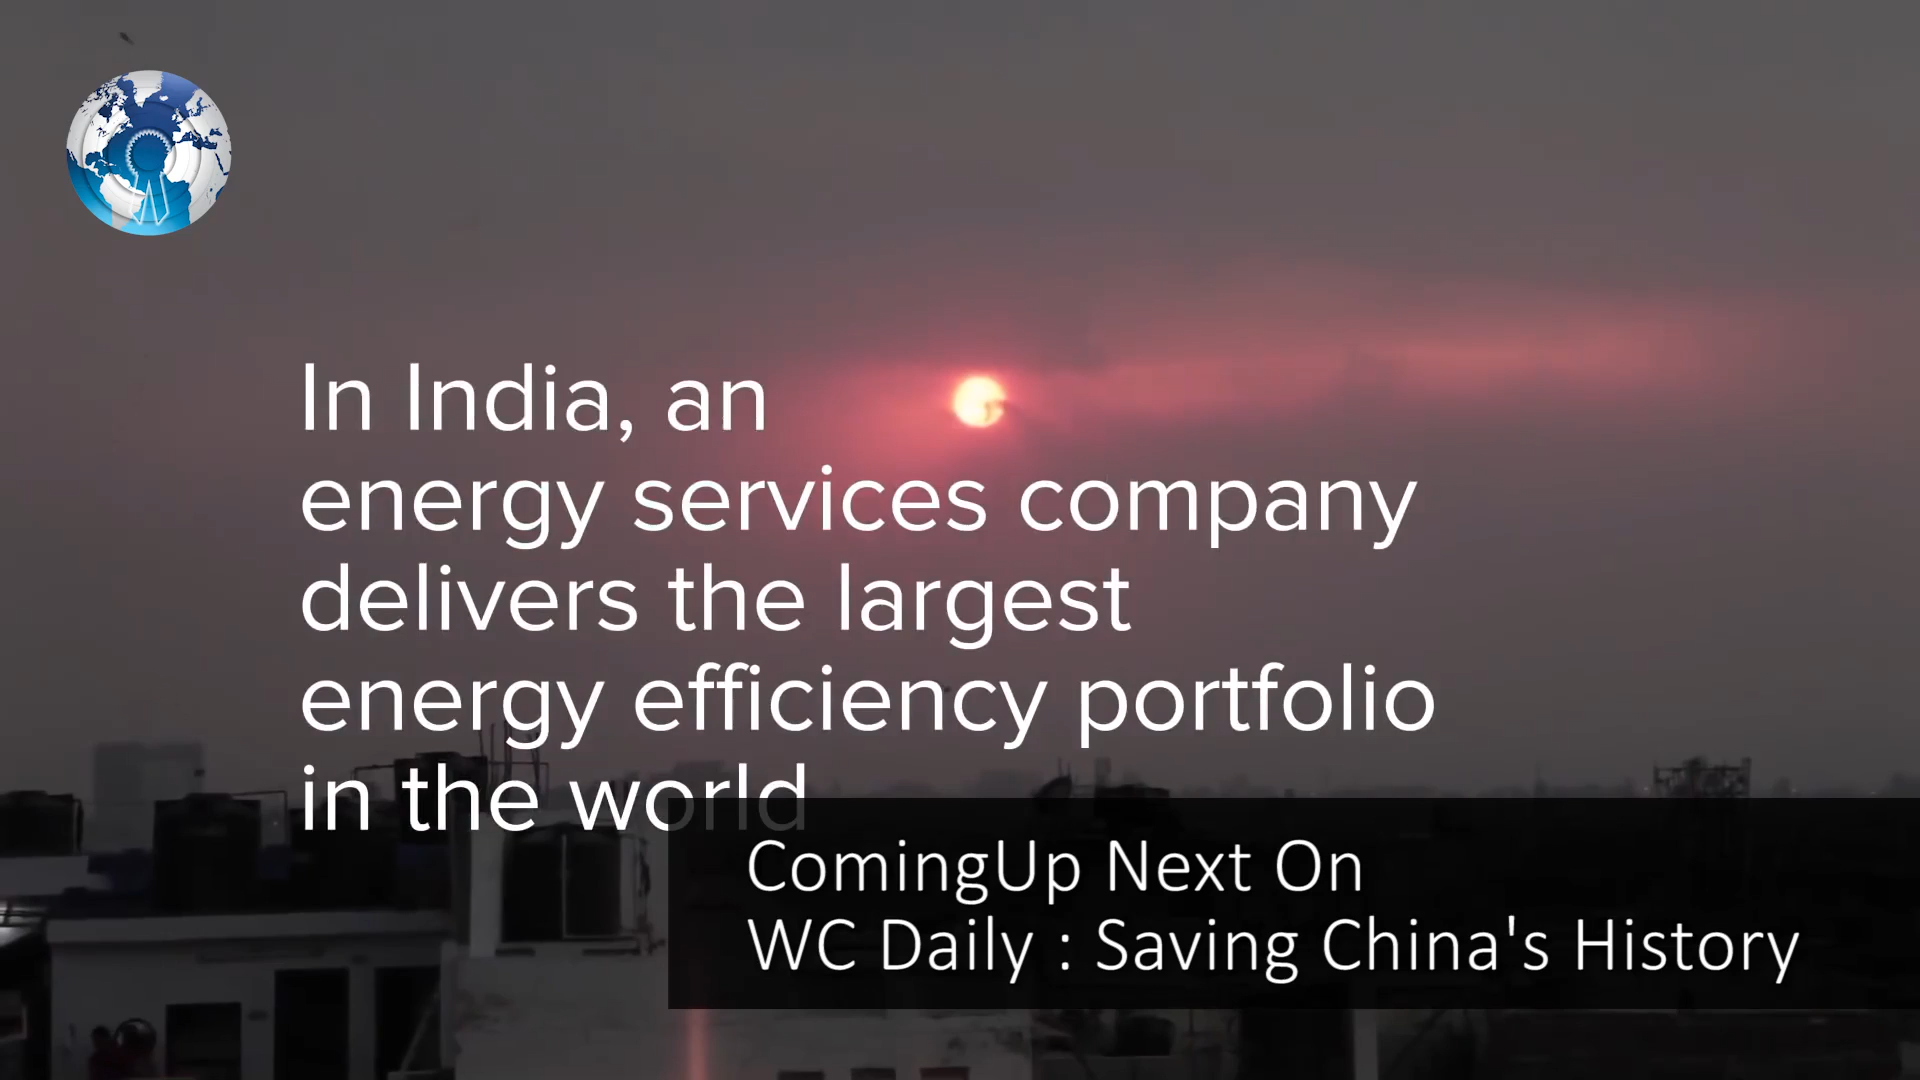 In India, an
energy services company
delivers the largest
energy efficiency portfolio
in the world
ComingUp Next On
WC Daily : Saving China's History